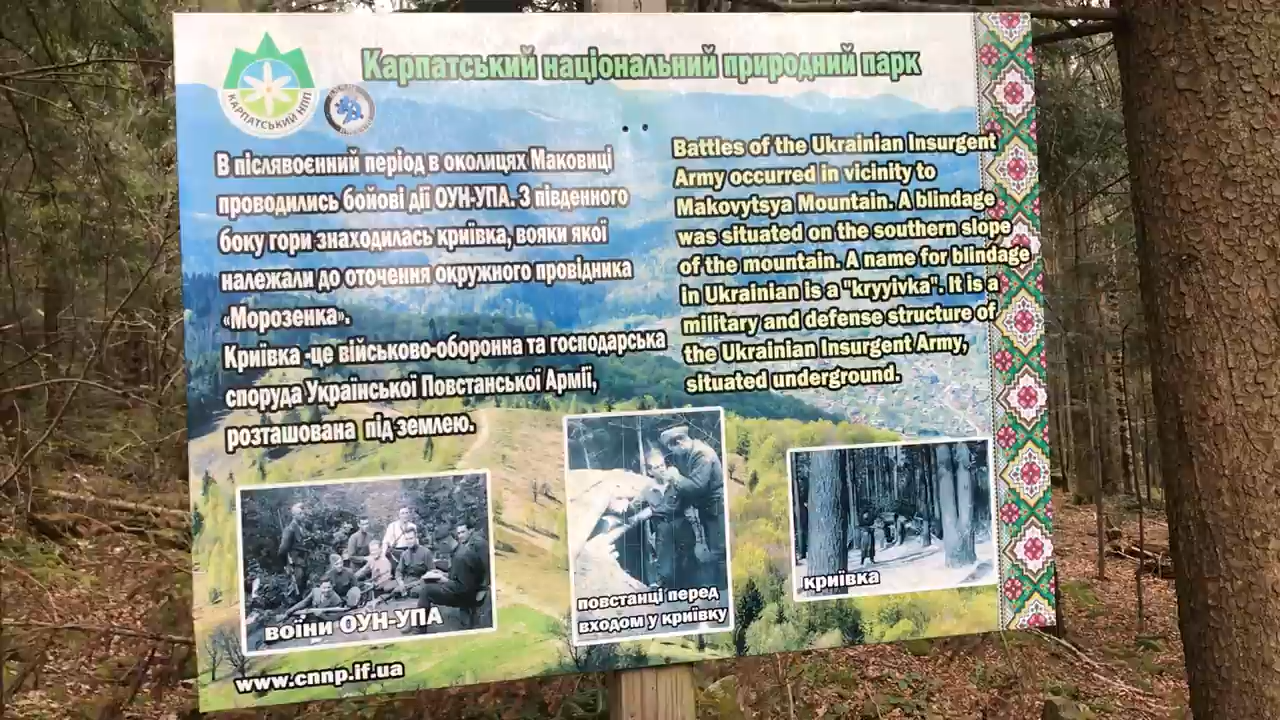 Карпатський національний природний парк
КАРПАТСЬКИЙ НПП
В післявоєнний період в околицях Маковиці
проводились бойові дії ОУН-УПА. З південного
боку гори знаходилась криївка, вояки якої
належали до оточення окружного провідника
«Морозенка».
Криївка -це військово-оборонна та господарська
споруда Української Повстанської Армії,
розташована під землею.
Battles of the Ukrainian Insurgent
Army occurred in vicinity to
Makovytsya Mountain. A blindage
was situated on the southern slope
of the mountain. A name for blindage
in Ukrainian is a "kryyivka". It is a
military and defense structure of
the Ukrainian Insurgent Army,
situated underground.
воїни ОУН-УПА
повстанці перед
входом у криївку
криївка
www.cnnp.if.ua